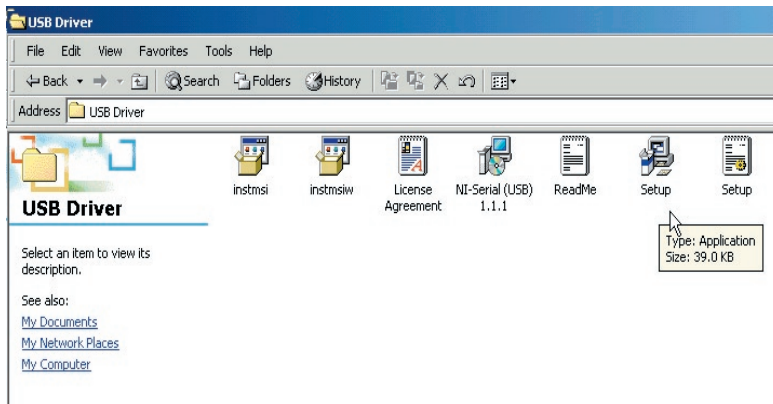 USB Driver
File Edit View Favorites Tools Help
Back Search Folders History
Address USB Driver
instmsi instmsiw License Agreement NI-Serial (USB) 1.1.1 ReadMe Setup Setup
USB Driver
Type: Application
Size: 39.0 KB
Select an item to view its
description.
See also:
My Documents
My Network Places
My Computer